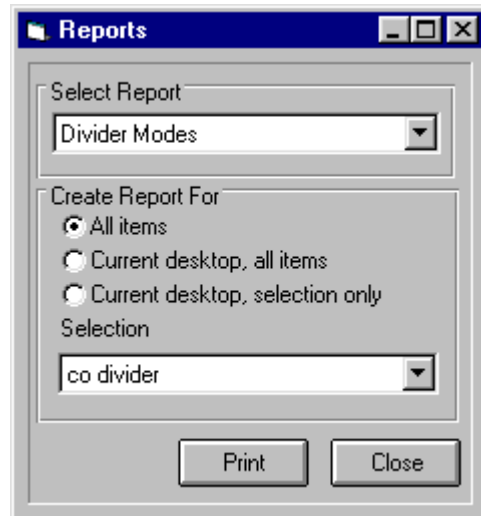 Reports
Select Report
Divider Modes
Create Report For
All items
Current desktop, all items
Current desktop, selection only
Selection
co divider
Print Close